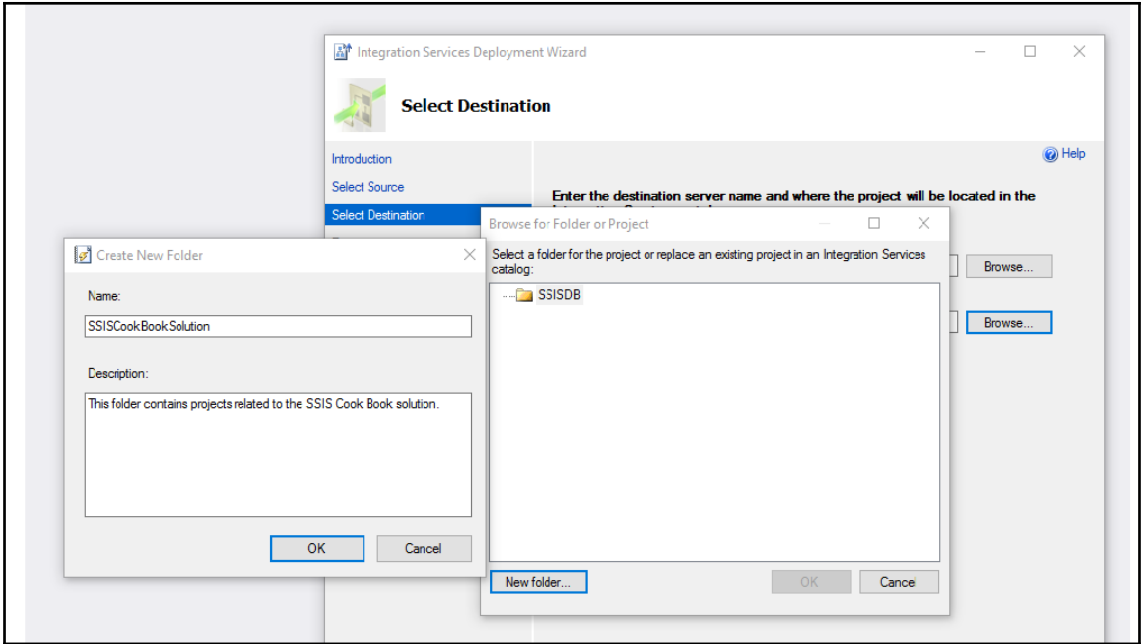 Integration Services Deployment Wizard
Select Destination
Help
Introduction
Select Source
Select Destination
Enter the destination server name and where the project will be located in the
Browse...
Browse...
Create New Folder
Name:
SSISCookBookSolution
Description:
This folder contains projects related to the SSIS Cook Book solution.
OK
Cancel
Browse for Folder or Project
Select a folder for the project or replace an existing project in an Integration Services
catalog:
SSISDB
New folder...
OK
Cancel